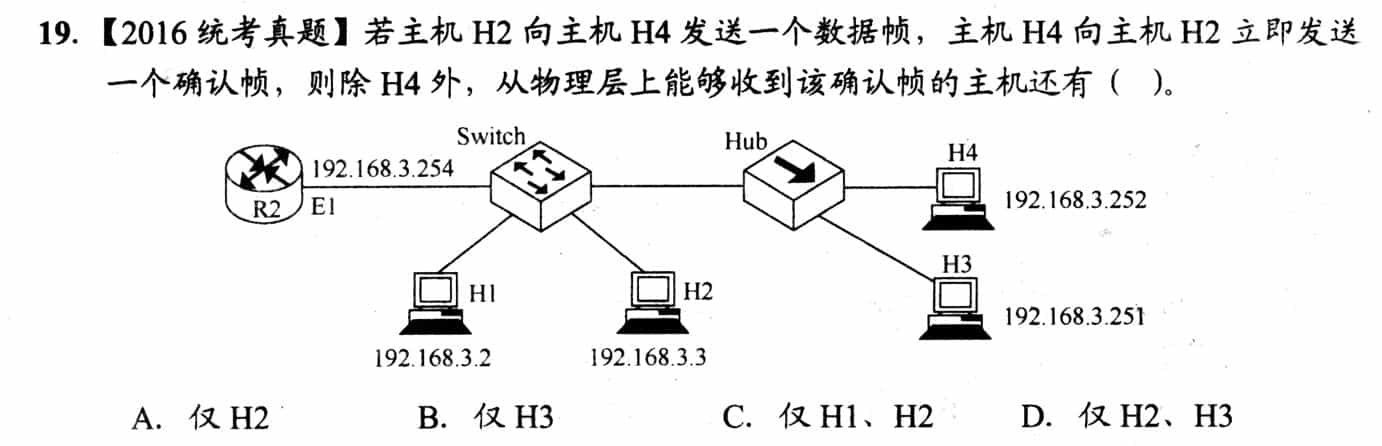 19. 【2016 统考真题】若主机 H2 向主机 H4 发送一个数据帧，主机 H4 向主机 H2 立即发送
一个确认帧，则除 H4 外，从物理层上能够收到该确认帧的主机还有（ ）。
Switch
Hub
H4
192.168.3.254
R2
E1
192.168.3.252
H3
H1
H2
192.168.3.251
192.168.3.2
192.168.3.3
A. 仅 H2 B. 仅 H3 C. 仅 H1、H2 D. 仅 H2、H3